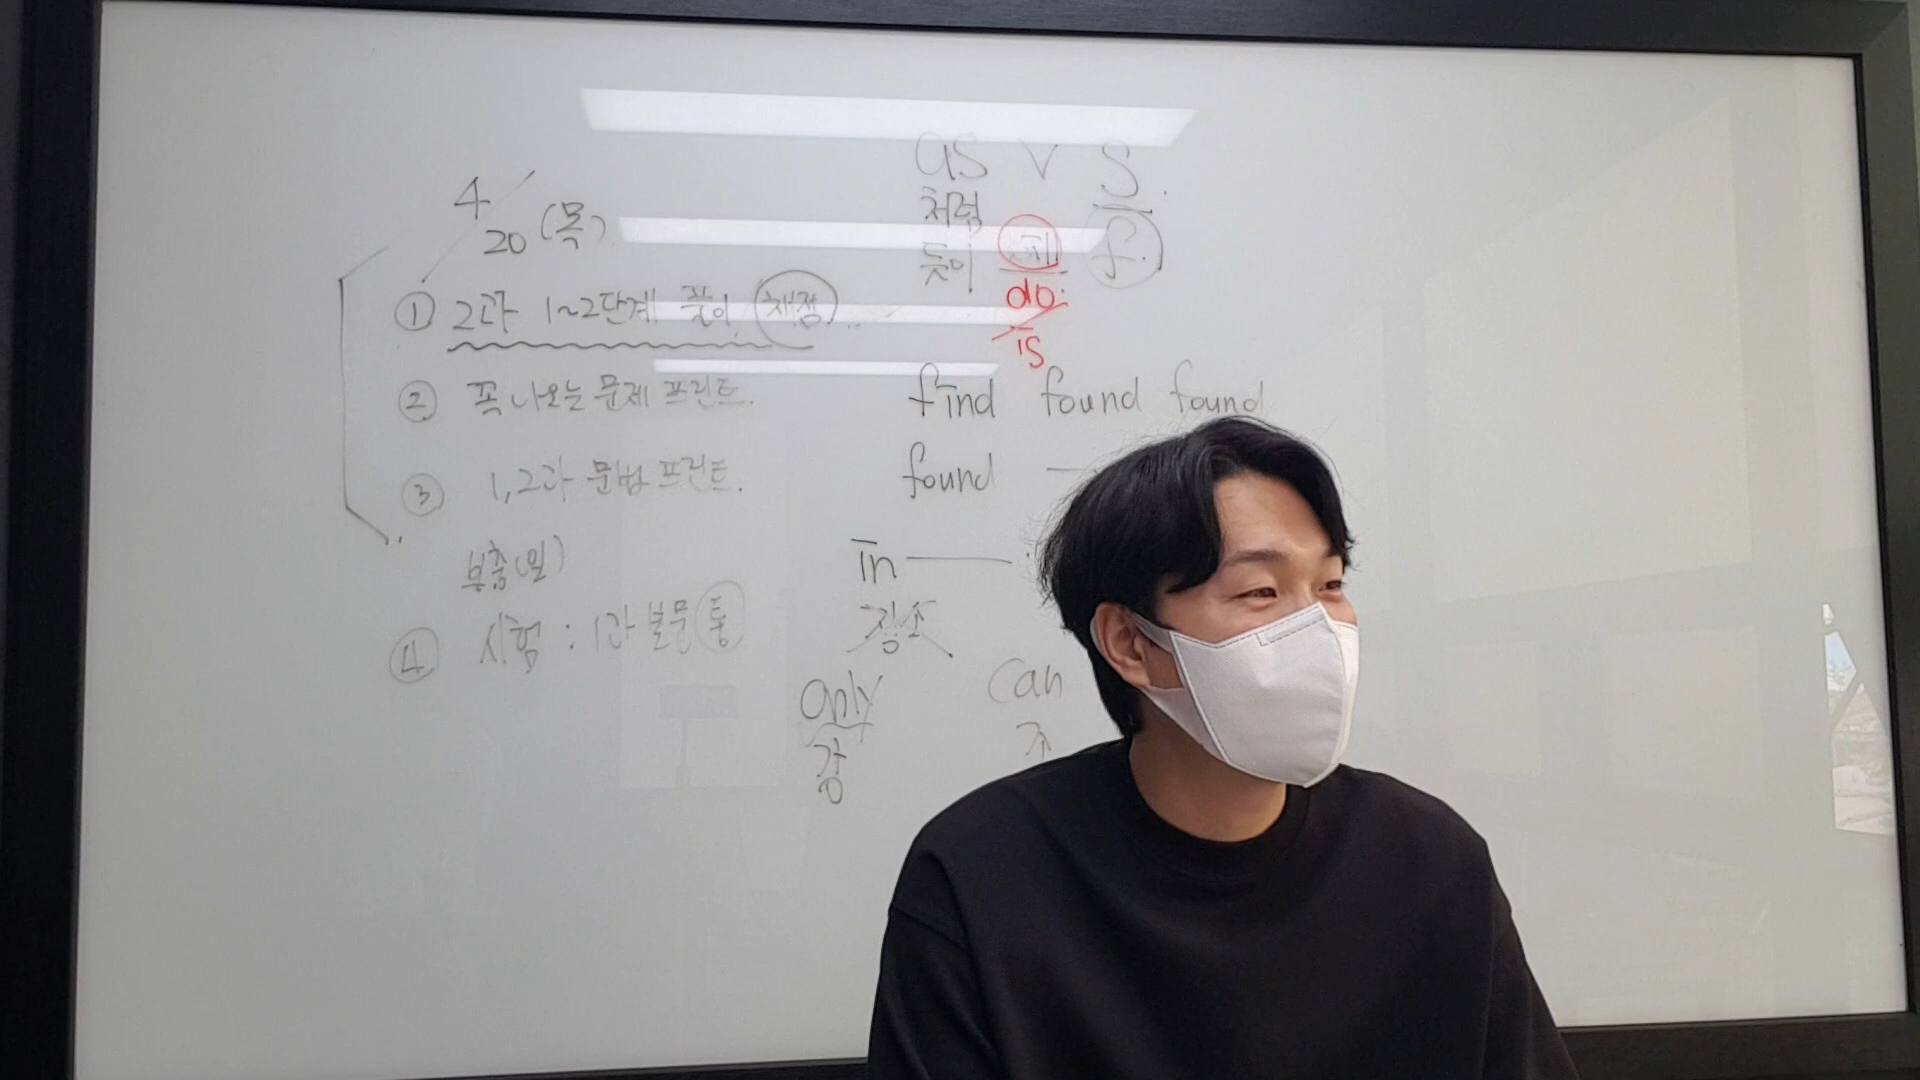 4/20 (목)
① 2과 1~2단계 풀이 채점
② 꼭 나오는 문제 프린트.
③ 1,2과 문법 프린트.
보충(일)
④ 시험 : 1과 본문 통
as V S.
처럼
듯이 f.
do
is
find found found
found
in
장소
only can
강 조